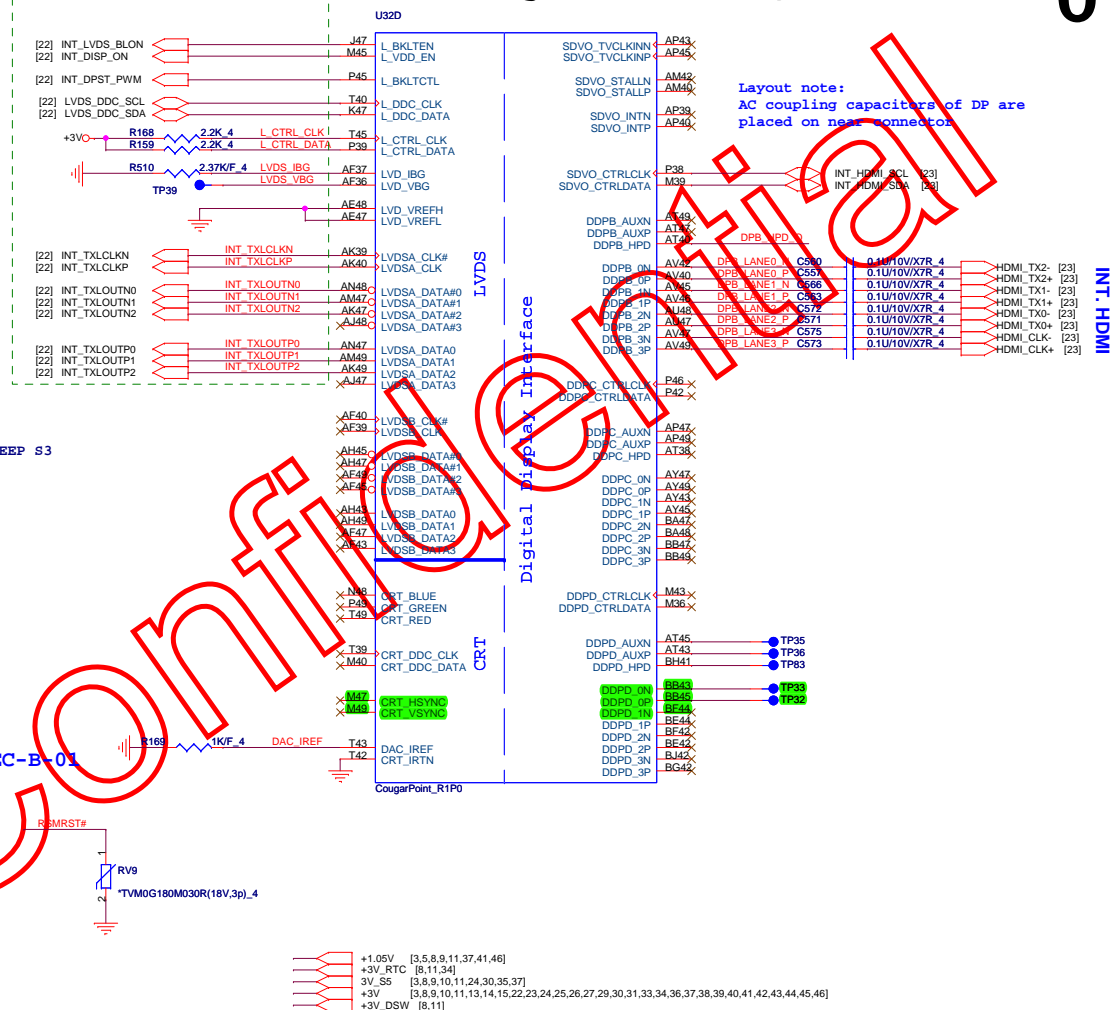 U32D
[22] INT_LVDS_BLON J47 L_BKLTEN SDVO_TVCLKINN AP43
[22] INT_DISP_ON M45 L_VDD_EN SDVO_TVCLKINP AP45
[22] INT_DPST_PWM P45 L_BKLTCTL SDVO_STALLN AM42
SDVO_STALLP AM40
Layout note:
AC coupling capacitors of DP are
placed on near connector
[22] LVDS_DDC_SCL T40 L_DDC_CLK
[22] LVDS_DDC_SDA K47 L_DDC_DATA SDVO_INTN AP39
SDVO_INTP AP40
+3V R168 2.2K_4 L_CTRL_CLK T45 L_CTRL_CLK
R159 2.2K_4 L_CTRL_DATA P39 L_CTRL_DATA
R510 2.37K/F_4 LVDS_IBG AF37 LVD_IBG SDVO_CTRLCLK P38 INT_HDMI_SCL [23]
TP39 LVDS_VBG AF36 LVD_VBG SDVO_CTRLDATA M39 INT_HDMI_SDA [23]
AE48 LVD_VREFH
AE47 LVD_VREFL DDPB_AUXN AT49
DDPB_AUXP AT47
DDPB_HPD AT40
[22] INT_TXLCLKN INT_TXLCLKN AK39 LVDSA_CLK#
[22] INT_TXLCLKP INT_TXLCLKP AK40 LVDSA_CLK
DDPB_0N AV42 DPB_LANE0_N C560 0.1U/10V/X7R_4 HDMI_TX2- [23]
DDPB_0P AV40 DPB_LANE0_P C557 0.1U/10V/X7R_4 HDMI_TX2+ [23]
DDPB_1N AV45 DPB_LANE1_N C566 0.1U/10V/X7R_4 HDMI_TX1- [23]
DDPB_1P AV46 DPB_LANE1_P C563 0.1U/10V/X7R_4 HDMI_TX1+ [23]
DDPB_2N AU48 DPB_LANE2_N C572 0.1U/10V/X7R_4 HDMI_TX0- [23]
DDPB_2P AU47 DPB_LANE2_P C571 0.1U/10V/X7R_4 HDMI_TX0+ [23]
DDPB_3N AV47 DPB_LANE3_N C575 0.1U/10V/X7R_4 HDMI_CLK- [23]
DDPB_3P AV49 DPB_LANE3_P C573 0.1U/10V/X7R_4 HDMI_CLK+ [23]
INT. HDMI
[22] INT_TXLOUTN0 INT_TXLOUTN0 AN48 LVDSA_DATA#0
[22] INT_TXLOUTN1 INT_TXLOUTN1 AM47 LVDSA_DATA#1
[22] INT_TXLOUTN2 INT_TXLOUTN2 AK47 LVDSA_DATA#2
AJ48 LVDSA_DATA#3
[22] INT_TXLOUTP0 INT_TXLOUTP0 AN47 LVDSA_DATA0
[22] INT_TXLOUTP1 INT_TXLOUTP1 AM49 LVDSA_DATA1
[22] INT_TXLOUTP2 INT_TXLOUTP2 AK49 LVDSA_DATA2
AJ47 LVDSA_DATA3
LVDS
Digital Display Interface
DDPC_CTRLCLK P46
DDPC_CTRLDATA P42
AF40 LVDSB_CLK#
AF39 LVDSB_CLK
DDPC_AUXN AP47
DDPC_AUXP AP49
DDPC_HPD AT38
EEP S3
AH45 LVDSB_DATA#0
AH47 LVDSB_DATA#1
AF49 LVDSB_DATA#2
AF45 LVDSB_DATA#3
AH43 LVDSB_DATA0
AH49 LVDSB_DATA1
AF47 LVDSB_DATA2
AF43 LVDSB_DATA3
DDPC_0N AY47
DDPC_0P AY49
DDPC_1N AY43
DDPC_1P AY45
DDPC_2N BA47
DDPC_2P BA48
DDPC_3N BB47
DDPC_3P BB49
N48 CRT_BLUE
P49 CRT_GREEN
T49 CRT_RED
DDPD_CTRLCLK M43
DDPD_CTRLDATA M36
CRT
T39 CRT_DDC_CLK
M40 CRT_DDC_DATA
DDPD_AUXN AT45 TP35
DDPD_AUXP AT43 TP36
DDPD_HPD BH41 TP83
M47 CRT_HSYNC
M49 CRT_VSYNC
DDPD_0N BB43 TP33
DDPD_0P BB45 TP32
DDPD_1N BF44
DDPD_1P BE44
DDPD_2N BF42
DDPD_2P BE42
DDPD_3N BJ42
DDPD_3P BG42
R169 1K/F_4 DAC_IREF T43 DAC_IREF
T42 CRT_IRTN
CougarPoint_R1P0
EC-B-01
RSMRST#
1
RV9
*TVM0G180M030R(18V,3p)_4
2
+1.05V [3,5,8,9,11,37,41,46]
+3V_RTC [8,11,34]
3V_S5 [3,8,9,10,11,24,30,35,37]
+3V [3,8,9,10,11,13,14,15,22,23,24,25,26,27,29,30,31,33,34,36,37,38,39,40,41,42,43,44,45,46]
+3V_DSW [8,11]
Confidential